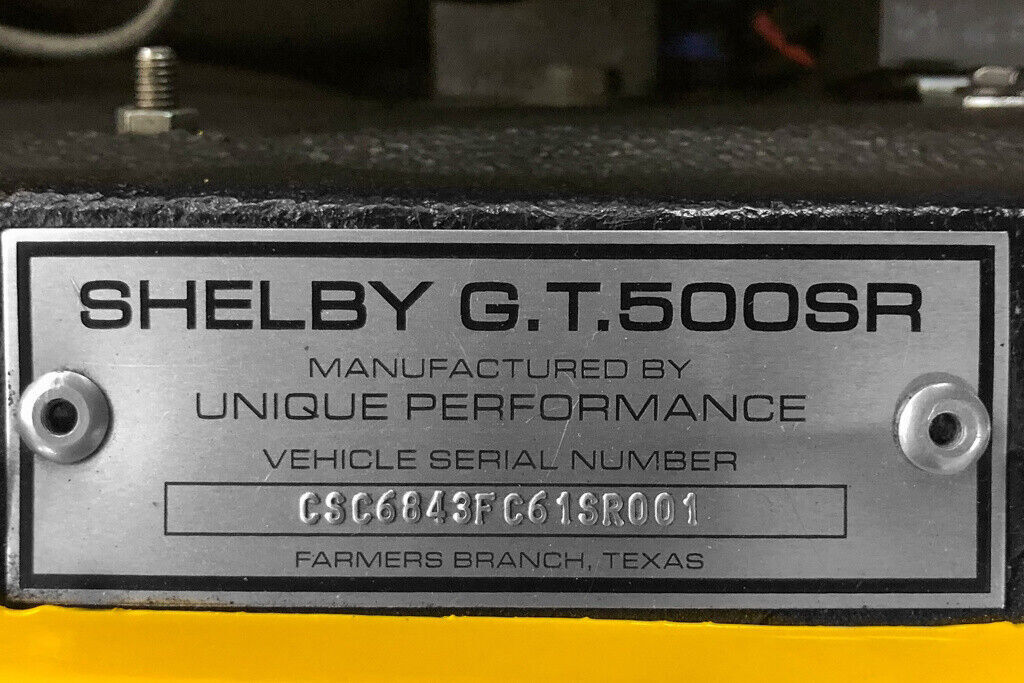 SHELBY G.T.500SR
MANUFACTURED BY
UNIQUE PERFORMANCE
VEHICLE SERIAL NUMBER
CSC6843FC61SR001
FARMERS BRANCH, TEXAS